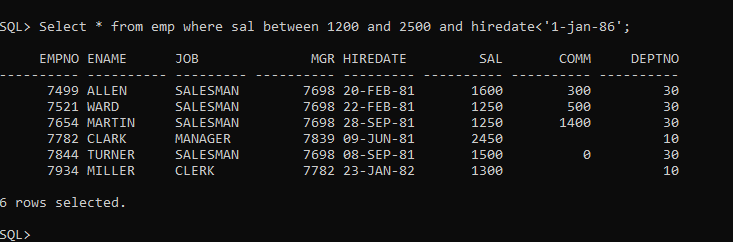 SQL> Select * from emp where sal between 1200 and 2500 and hiredate<'1-jan-86';
EMPNO ENAME JOB MGR HIREDATE SAL COMM DEPTNO
---------- ---------- --------- ---------- --------- ---------- ---------- ----------
7499 ALLEN SALESMAN 7698 20-FEB-81 1600 300 30
7521 WARD SALESMAN 7698 22-FEB-81 1250 500 30
7654 MARTIN SALESMAN 7698 28-SEP-81 1250 1400 30
7782 CLARK MANAGER 7839 09-JUN-81 2450 10
7844 TURNER SALESMAN 7698 08-SEP-81 1500 0 30
7934 MILLER CLERK 7782 23-JAN-82 1300 10
6 rows selected.
SQL>